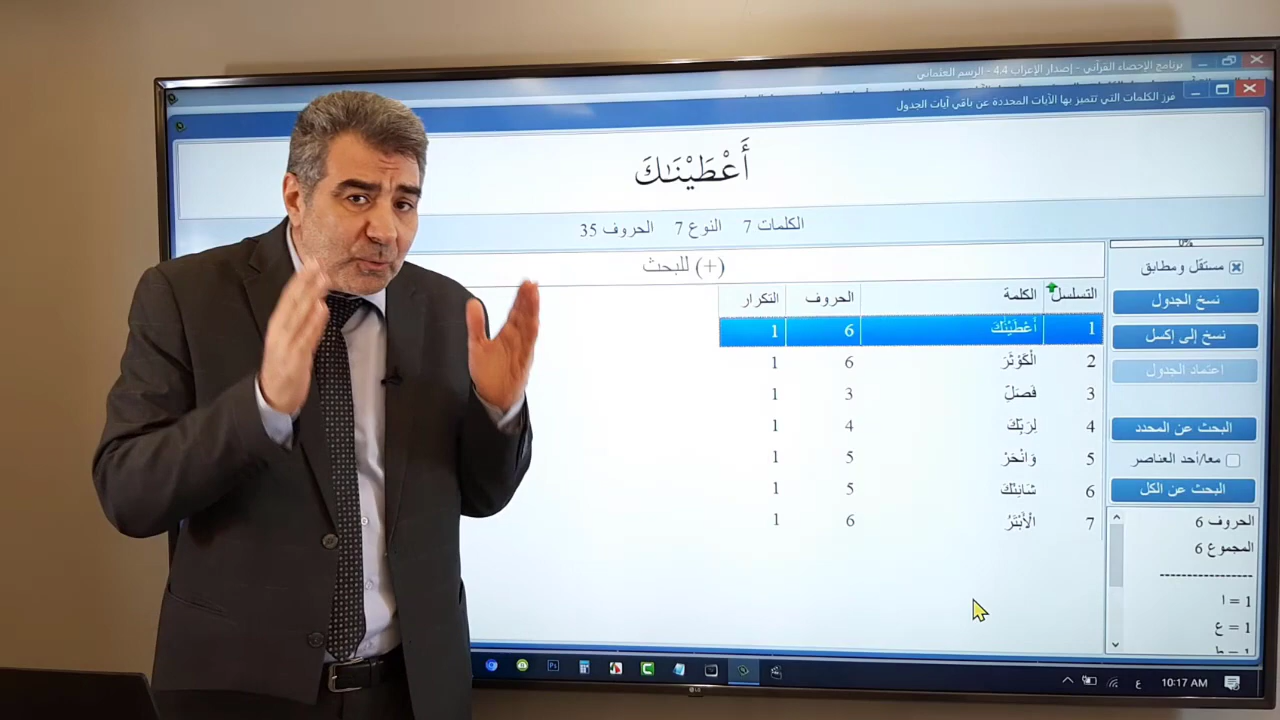 برنامج الإحصاء القرآني - إصدار الإعراب 4.4 - الرسم العثماني
فرز الكلمات التي تتميز بها الآيات المحددة عن باقي آيات الجدول
أَعْطَيْنَـٰكَ
الكلمات 7 النوع 7 الحروف 35
0%
(+) للبحث
مستقل ومطابق
التسلسل الكلمة الحروف التكرار
1 أَعْطَيْنَـٰكَ 6 1
2 الْكَوْثَرَ 6 1
3 فَصَلِّ 3 1
4 لِرَبِّكَ 4 1
5 وَانْحَرْ 5 1
6 شَانِئَكَ 5 1
7 الْأَبْتَرُ 6 1
نسخ الجدول
نسخ إلى إكسل
اعتماد الجدول
البحث عن المحدد
معا/أحد العناصر
البحث عن الكل
الحروف 6
المجموع 6
------------------
1 = ا
1 = ع
1 = ط
ع 10:17 AM
LG